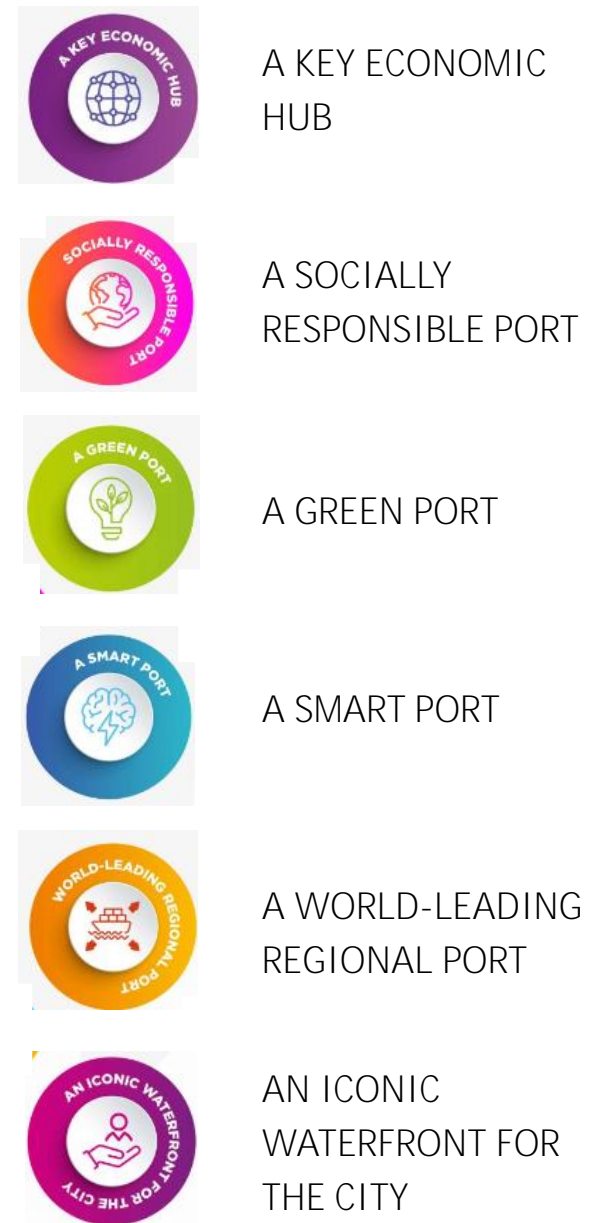 A KEY ECONOMIC HUB
A KEY ECONOMIC
HUB
SOCIALLY RESPONSIBLE PORT
A SOCIALLY
RESPONSIBLE PORT
A GREEN PORT
A GREEN PORT
A SMART PORT
A SMART PORT
WORLD-LEADING REGIONAL PORT
A WORLD-LEADING
REGIONAL PORT
AN ICONIC WATERFRONT FOR THE CITY
AN ICONIC
WATERFRONT FOR
THE CITY